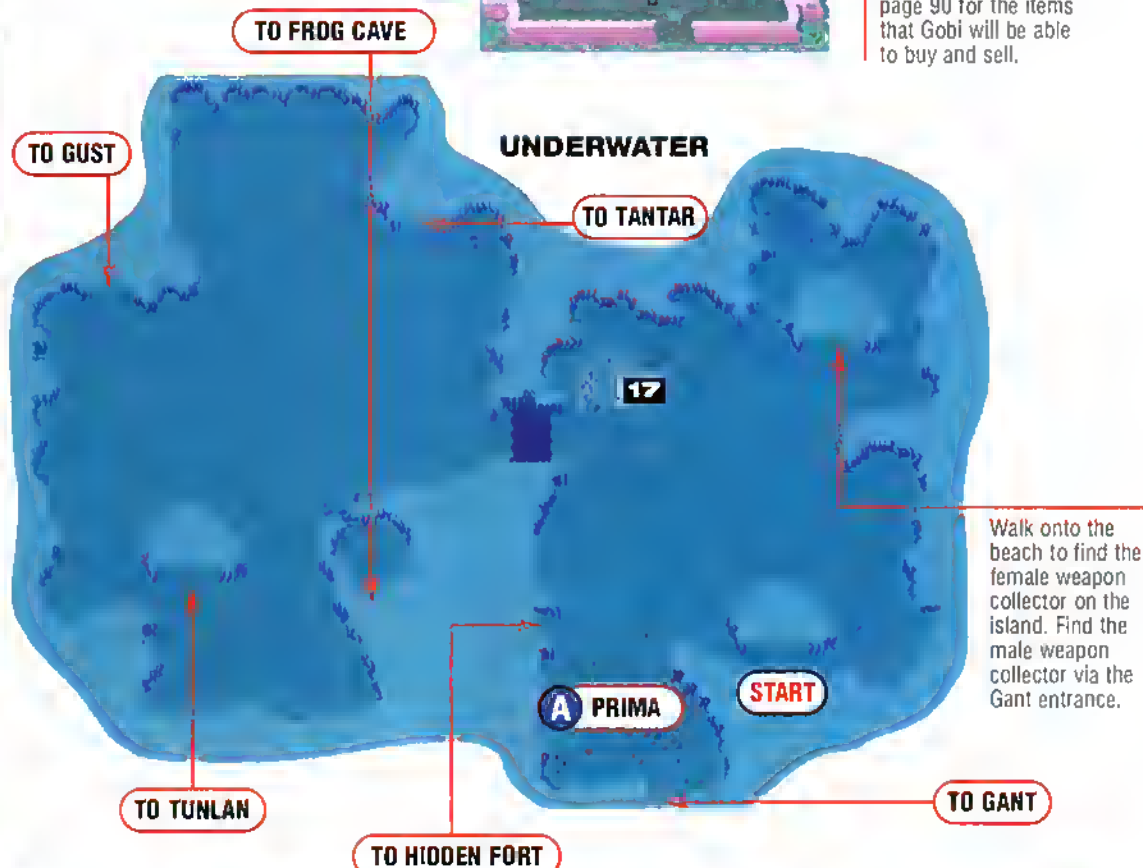 page 90 for the items
that Gobi will be able
to buy and sell.
TO FROG CAVE
UNDERWATER
TO GUST
TO TANTAR
17
Walk onto the
beach to find the
female weapon
collector on the
island. Find the
male weapon
collector via the
Gant entrance.
START
A PRIMA
TO TUNLAN
TO GANT
TO HIDDEN FORT